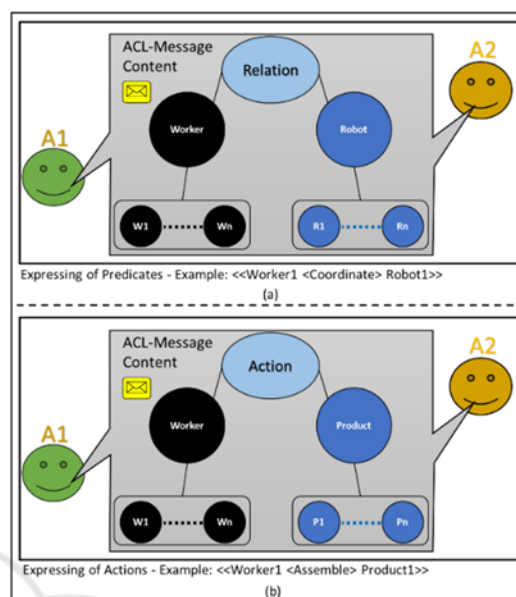 ACL-Message
Content
Relation
A2
A1
Worker
Robot
W1
Wn
R1
Rn
Expressing of Predicates - Example: <<Worker1 <Coordinate> Robot1>>
(a)
ACL-Message
Content
Action
A2
A1
Worker
Product
W1
Wn
P1
Pn
Expressing of Actions - Example: <<Worker1 <Assemble> Product1>>
(b)